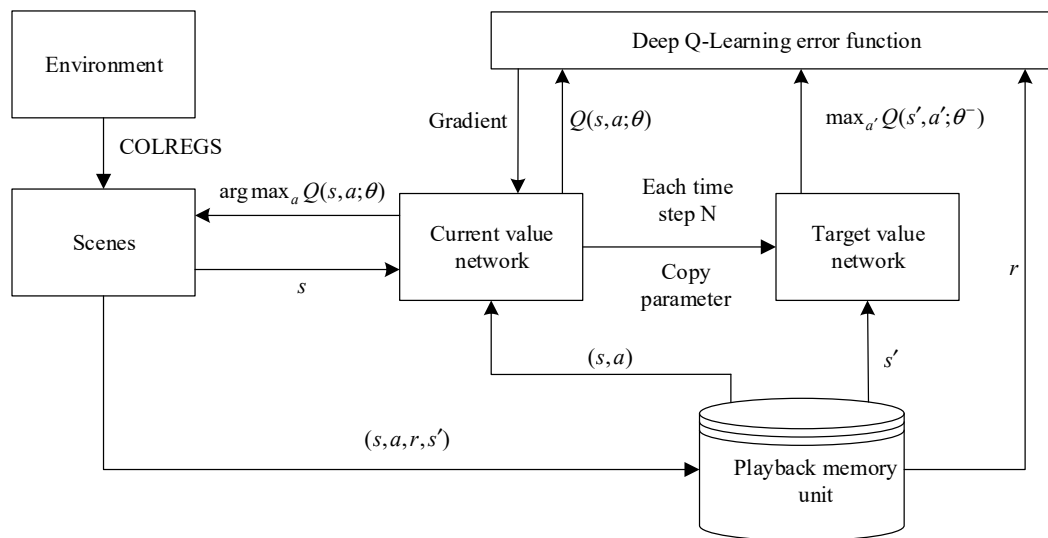 Deep Q-Learning error function
Environment
Gradient
Q(s,a;θ)
max_{a′} Q(s′,a′;θ⁻)
COLREGS
arg max_a Q(s,a;θ)
Each time
step N
Scenes
Current value
network
Target value
network
s
Copy
parameter
r
(s,a)
s′
(s,a,r,s′)
Playback memory
unit